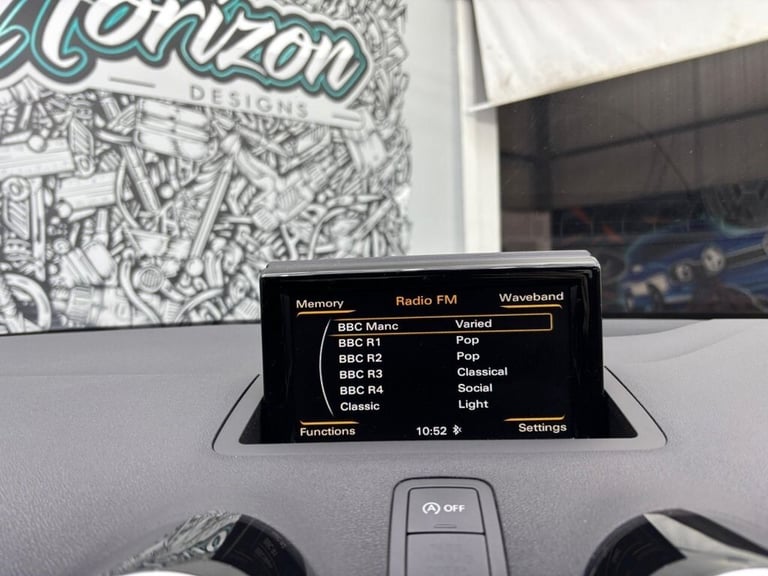 Horizon
DESIGNS
Memory Radio FM Waveband
BBC Manc Varied
BBC R1 Pop
BBC R2 Pop
BBC R3 Classical
BBC R4 Social
Classic Light
Functions 10:52 Settings
A OFF